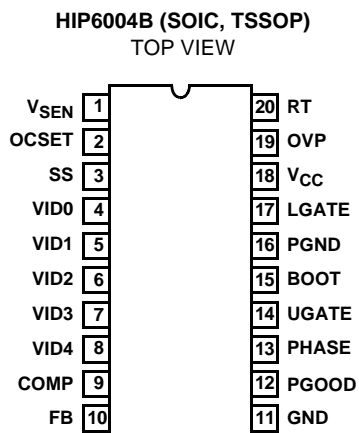 HIP6004B (SOIC, TSSOP)
TOP VIEW
VSEN 1 20 RT
OCSET 2 19 OVP
SS 3 18 VCC
VID0 4 17 LGATE
VID1 5 16 PGND
VID2 6 15 BOOT
VID3 7 14 UGATE
VID4 8 13 PHASE
COMP 9 12 PGOOD
FB 10 11 GND